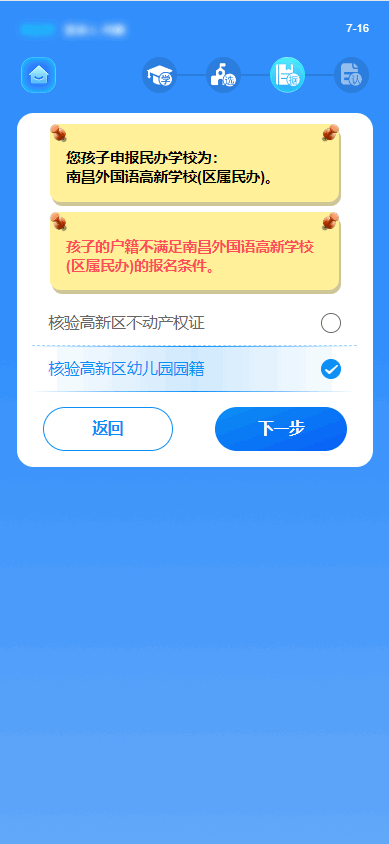 7-16
学
选
报
认
您孩子申报民办学校为：
南昌外国语高新学校(区属民办)。
孩子的户籍不满足南昌外国语高新学校
(区属民办)的报名条件。
核验高新区不动产权证
核验高新区幼儿园园籍
返回
下一步